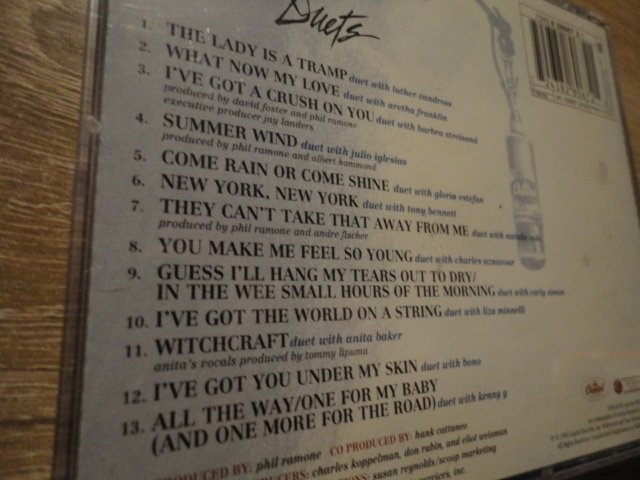 Duets
1. THE LADY IS A TRAMP duet with luther vandross
2. WHAT NOW MY LOVE duet with aretha franklin
3. I'VE GOT A CRUSH ON YOU duet with barbra streisand
produced by david foster and phil ramone
executive producer jay landers
4. SUMMER WIND duet with julio iglesias
produced by phil ramone and albert hammond
5. COME RAIN OR COME SHINE duet with gloria estefan
6. NEW YORK, NEW YORK duet with tony bennett
7. THEY CAN'T TAKE THAT AWAY FROM ME duet with natalie
produced by phil ramone and andre fischer
8. YOU MAKE ME FEEL SO YOUNG duet with charles aznavour
9. GUESS I'LL HANG MY TEARS OUT TO DRY/
IN THE WEE SMALL HOURS OF THE MORNING duet with carly simon
10. I'VE GOT THE WORLD ON A STRING duet with liza minnelli
11. WITCHCRAFT duet with anita baker
anita's vocals produced by tommy lipuma
12. I'VE GOT YOU UNDER MY SKIN duet with bono
13. ALL THE WAY/ONE FOR MY BABY
(AND ONE MORE FOR THE ROAD) duet with kenny g
PRODUCED BY: phil ramone CO PRODUCED BY: hank cattaneo
charles koppelman, don rubin, and eliot weisman
susan reynolds/scoop marketing
Capitol